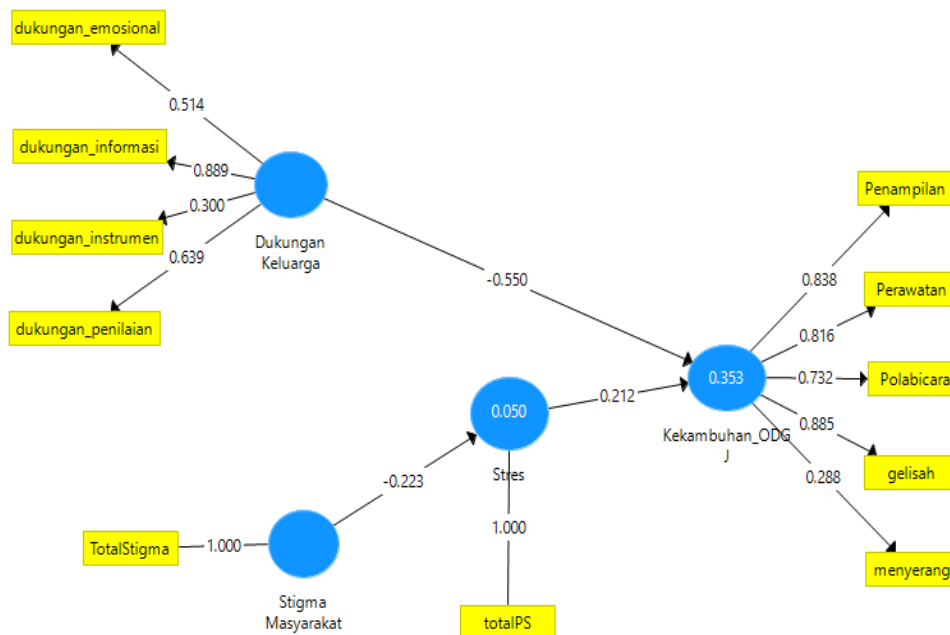 dukungan_emosional
0.514
dukungan_informasi
0.889
0.300
dukungan_instrumen
0.639
dukungan_penilaian
Dukungan
Keluarga
-0.550
Penampilan
0.838
Perawatan
0.816
0.353
0.732
Polabicara
0.885
Kekambuhan_ODG
J
gelisah
0.288
menyerang
0.050
0.212
Stres
-0.223
1.000
TotalStigma
1.000
Stigma
Masyarakat
totalPS